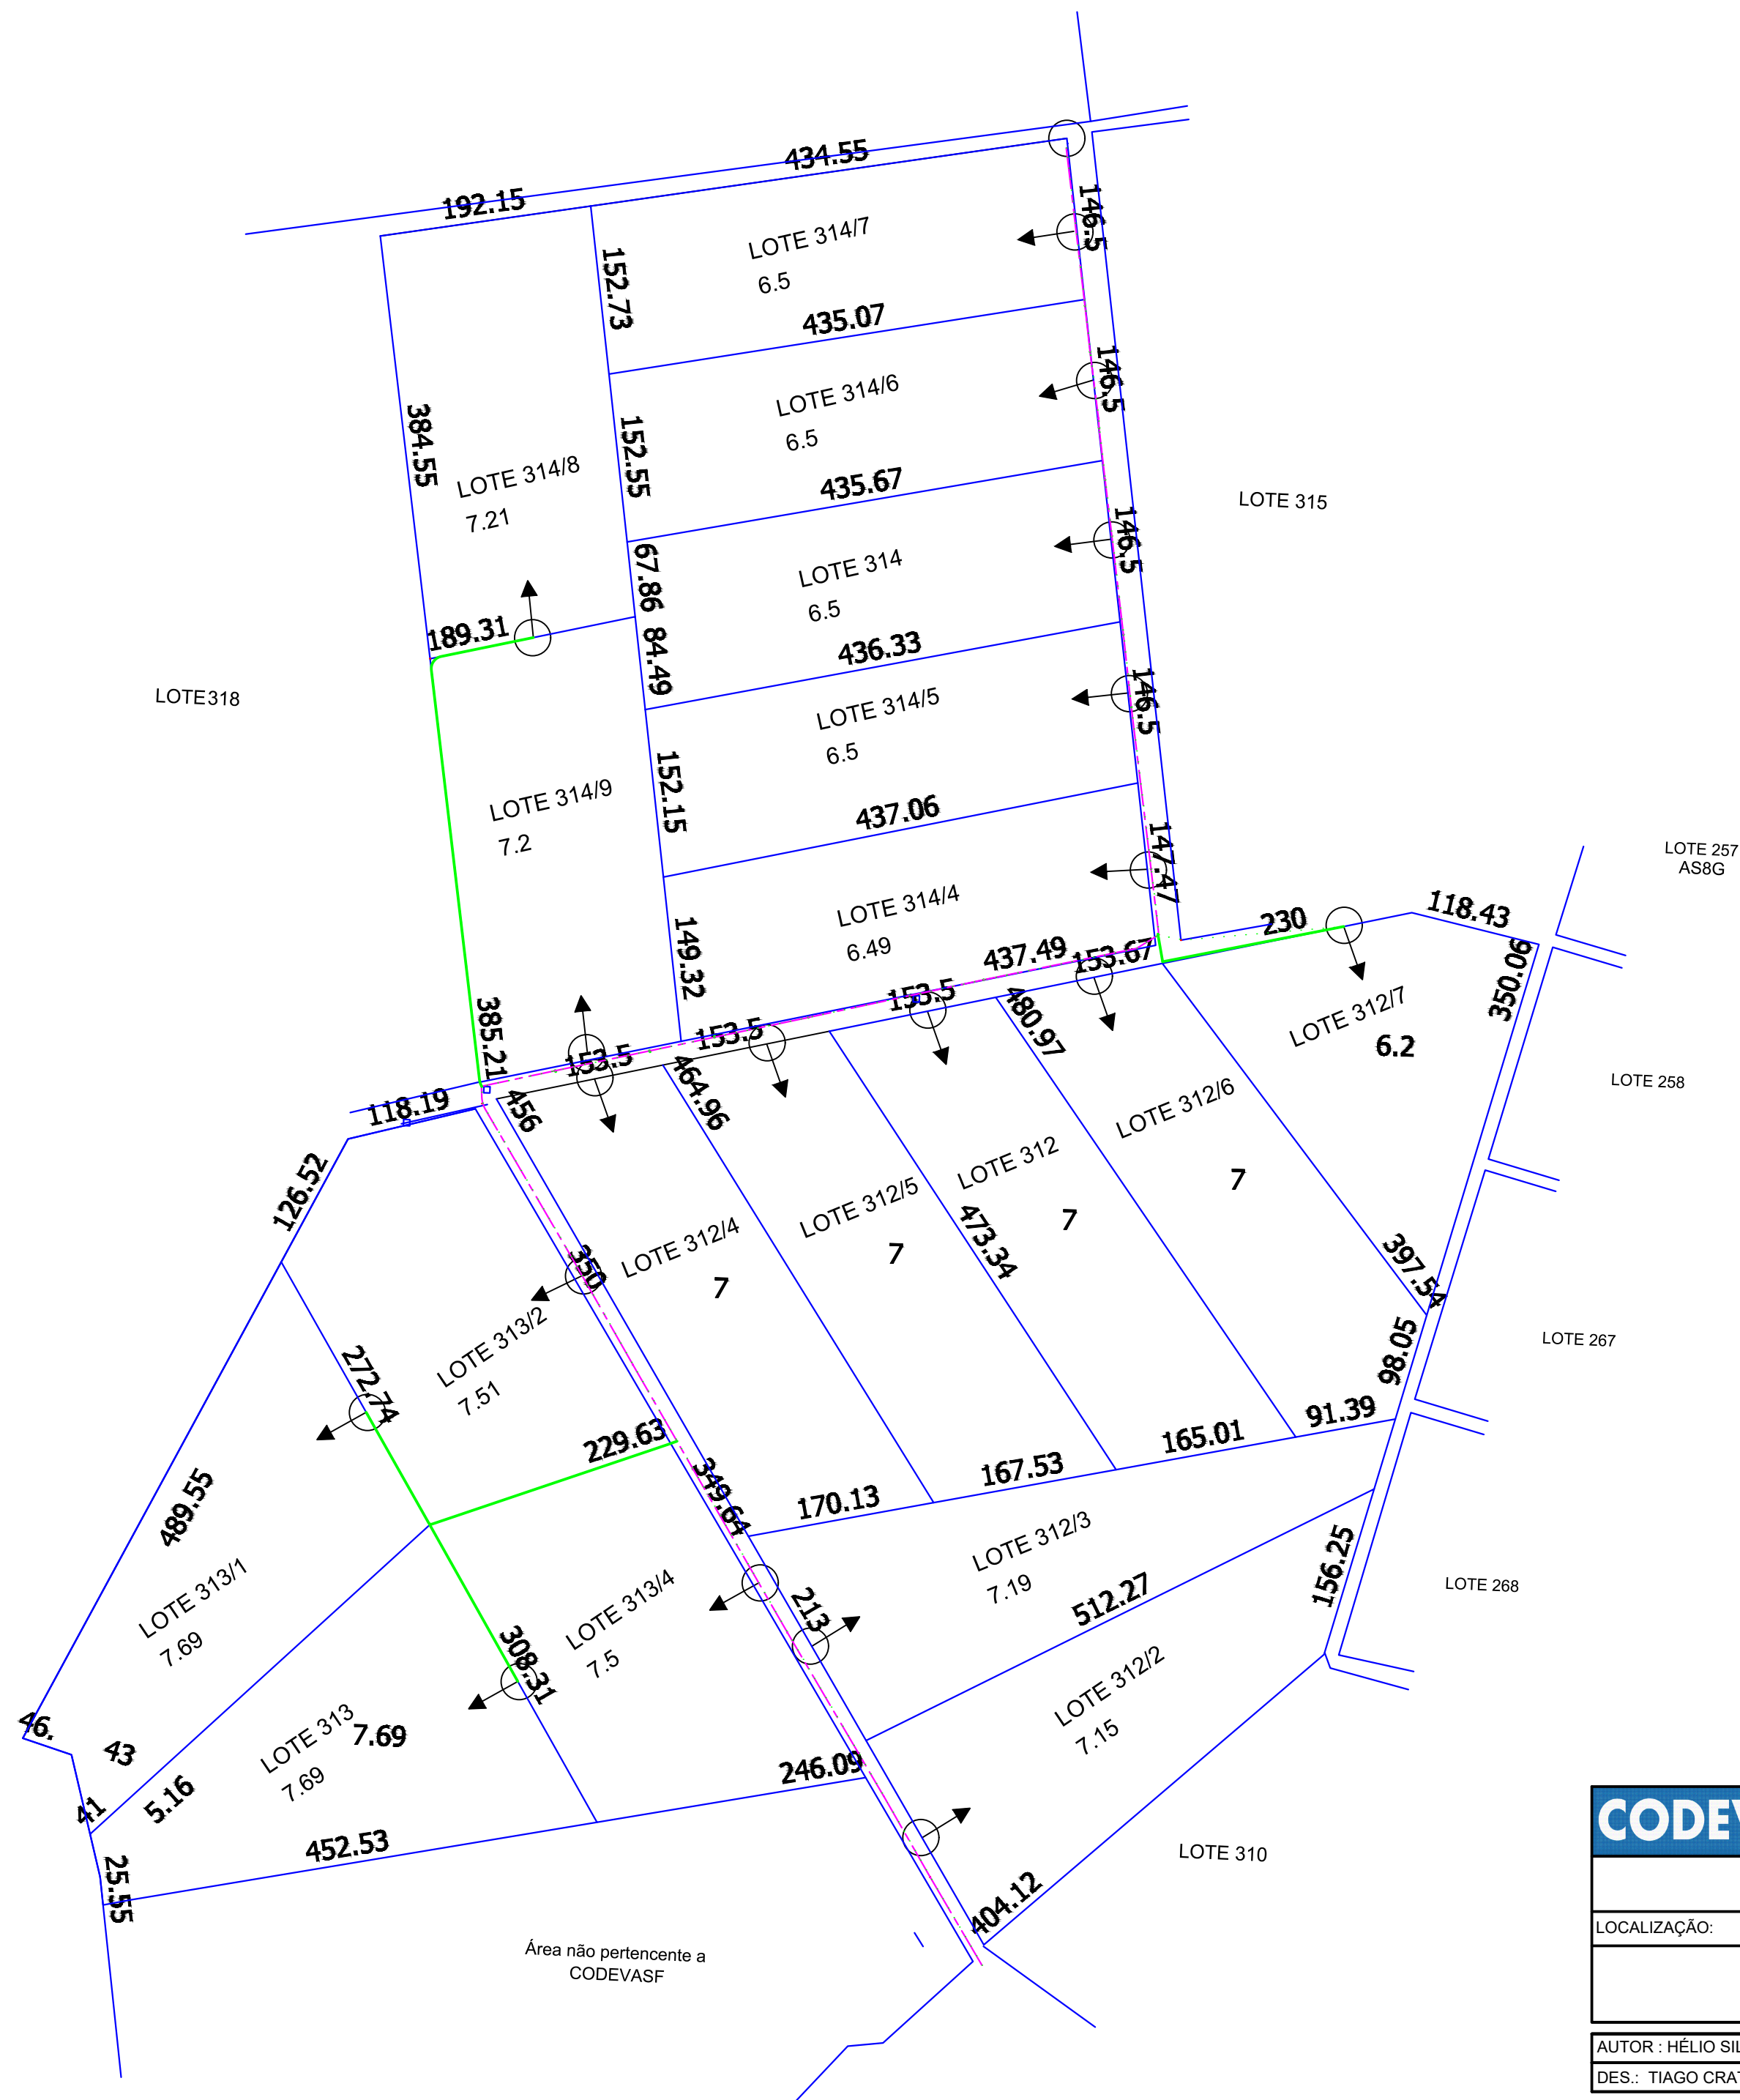 434.55
192.15
146.5
LOTE 314/7
6.5
152.73
435.07
146.5
LOTE 314/6
6.5
384.55
152.55
LOTE 314/8
7.21
435.67
LOTE 315
146.5
LOTE 314
6.5
67.86
189.31
84.49
436.33
146.5
LOTE318
LOTE 314/5
6.5
152.15
LOTE 314/9
7.2
437.06
147.47
LOTE 257
AS8G
LOTE 314/4
6.49
149.32
230
118.43
437.49
153.67
350.06
153.5
480.97
LOTE 312/7
6.2
385.21
153.5
153.5
464.96
LOTE 258
118.19
456
LOTE 312/6
7
126.52
LOTE 312
7
LOTE 312/5
7
LOTE 312/4
7
473.34
350
397.54
LOTE 313/2
7.51
LOTE 267
98.05
272.74
91.39
229.63
165.01
167.53
170.13
349.64
489.55
LOTE 312/3
7.19
156.25
LOTE 268
512.27
LOTE 313/1
7.69
LOTE 313/4
7.5
213
308.31
LOTE 312/2
7.15
46.
43
41
5.16
LOTE 313
7.69
7.69
246.09
452.53
25.55
LOTE 310
404.12
Área não pertencente a
CODEVASF
LOCALIZAÇÃO:
AUTOR : HÉLIO
DES.: TIAGO